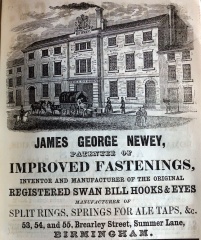 JAMES GEORGE NEWEY,
PATENTEE OF
IMPROVED FASTENINGS,
INVENTOR AND MANUFACTURER OF THE ORIGINAL
REGISTERED SWAN BILL HOOKS & EYES
MANUFACTURER OF
SPLIT RINGS, SPRINGS FOR ALE TAPS, &c.
53, 54, and 55, Brearley Street, Summer Lane,
BIRMINGHAM.